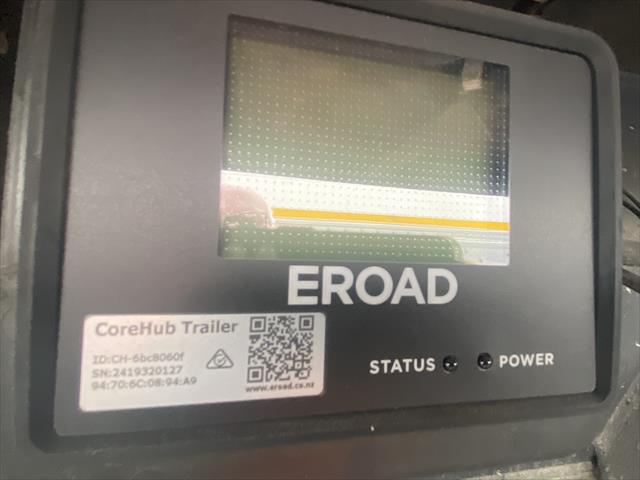 EROAD
STATUS POWER
CoreHub Trailer
ID:CH-6bc8060f
SN:2419320127
94:70:6C:08:94:A9
www.eroad.co.nz